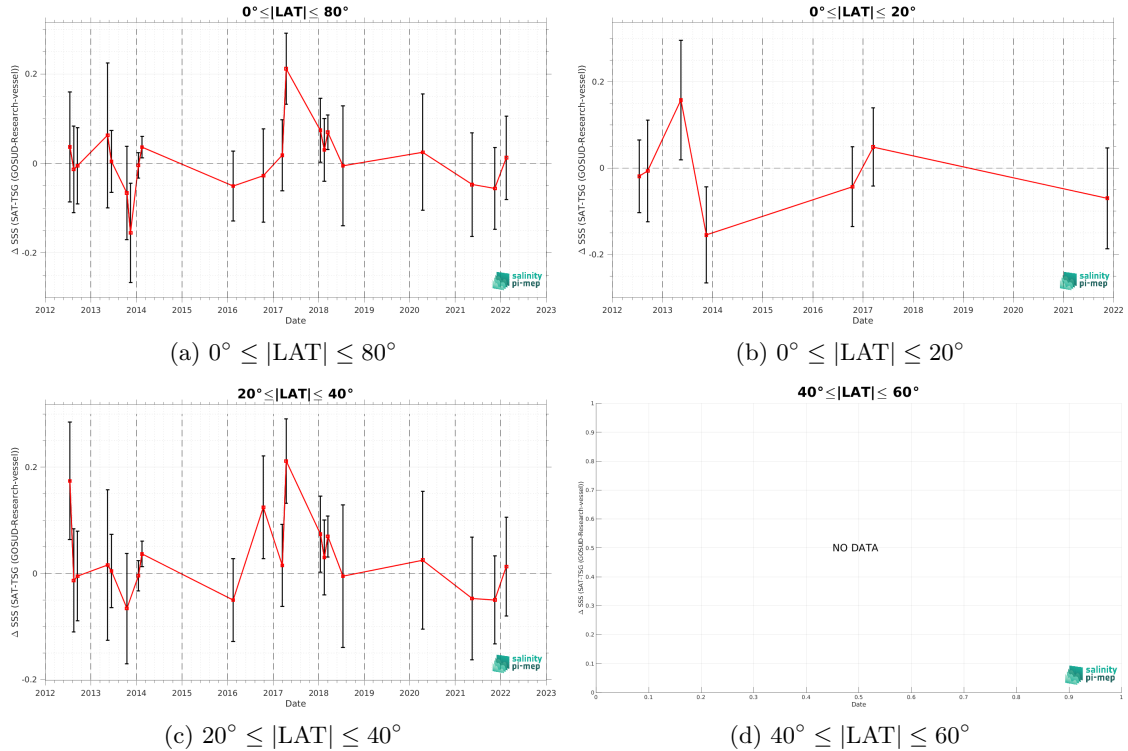 0°≤|LAT|≤ 80°
Δ SSS (SAT-TSG (GOSUD-Research-vessel))
0.2
0
-0.2
2012 2013 2014 2015 2016 2017 2018 2019 2020 2021 2022 2023
Date
salinity
pi-mep
(a) 0° ≤ |LAT| ≤ 80°
0°≤|LAT|≤ 20°
Δ SSS (SAT-TSG (GOSUD-Research-vessel))
0.2
0
-0.2
2012 2013 2014 2015 2016 2017 2018 2019 2020 2021 2022
Date
salinity
pi-mep
(b) 0° ≤ |LAT| ≤ 20°
20°≤|LAT|≤ 40°
Δ SSS (SAT-TSG (GOSUD-Research-vessel))
0.2
0
-0.2
2012 2013 2014 2015 2016 2017 2018 2019 2020 2021 2022 2023
Date
salinity
pi-mep
(c) 20° ≤ |LAT| ≤ 40°
40°≤|LAT|≤ 60°
Δ SSS (SAT-TSG (GOSUD-Research-vessel))
1
0.9
0.8
0.7
0.6
0.5
0.4
0.3
0.2
0.1
0
NO DATA
0 0.1 0.2 0.3 0.4 0.5 0.6 0.7 0.8 0.9 1
Date
salinity
pi-mep
(d) 40° ≤ |LAT| ≤ 60°